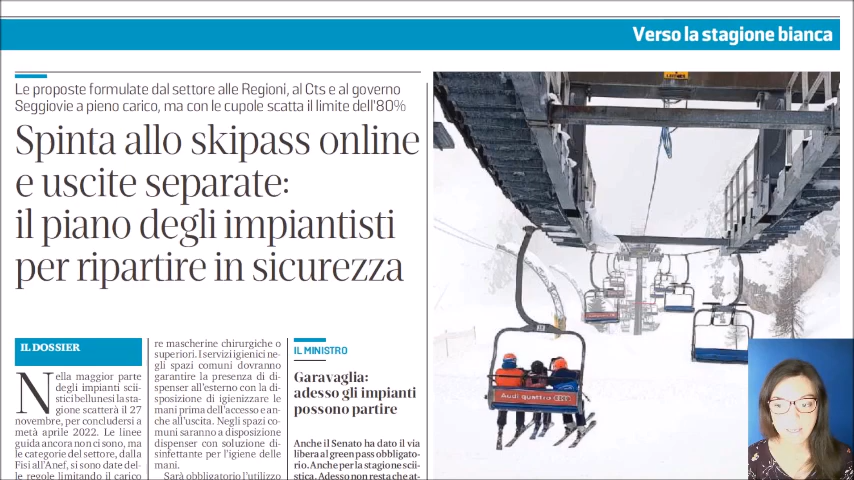 Verso la stagione bianca
Le proposte formulate dal settore alle Regioni, al Cts e al governo
Seggiovie a pieno carico, ma con le cupole scatta il limite dell'80%
Spinta allo skipass online
e uscite separate:
il piano degli impiantisti
per ripartire in sicurezza
IL DOSSIER
Nella maggior parte
degli impianti scii-
stici bellunesi la sta-
gione scatterà il 27
novembre, per concludersi a
metà aprile 2022. Le linee
guida ancora non ci sono, ma
le categorie del settore, dalla
Fisi all'Anef, si sono date del-
le regole limitando il carico
re mascherine chirurgiche o
superiori. I servizi igienici ne-
gli spazi comuni dovranno
garantire la presenza di di-
spenser all'esterno con la di-
sposizione di igienizzare le
mani prima dell'accesso e an-
che all'uscita. Negli spazi co-
muni saranno a disposizione
dispenser con soluzione di-
sinfettante per l'igiene delle
mani.
Sarà obbligatorio l'utilizzo
IL MINISTRO
Garavaglia:
adesso gli impianti
possono partire
Anche il Senato ha dato il via
libera al green pass obbligato-
rio. Anche per la stagione scii-
stica. Adesso non resta che at-
Audi quattro